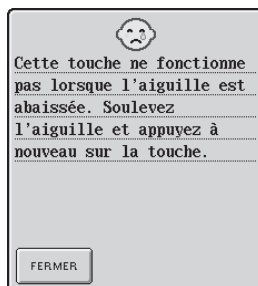 Cette touche ne fonctionne
pas lorsque l'aiguille est
abaissée. Soulevez
l'aiguille et appuyez à
nouveau sur la touche.
FERMER